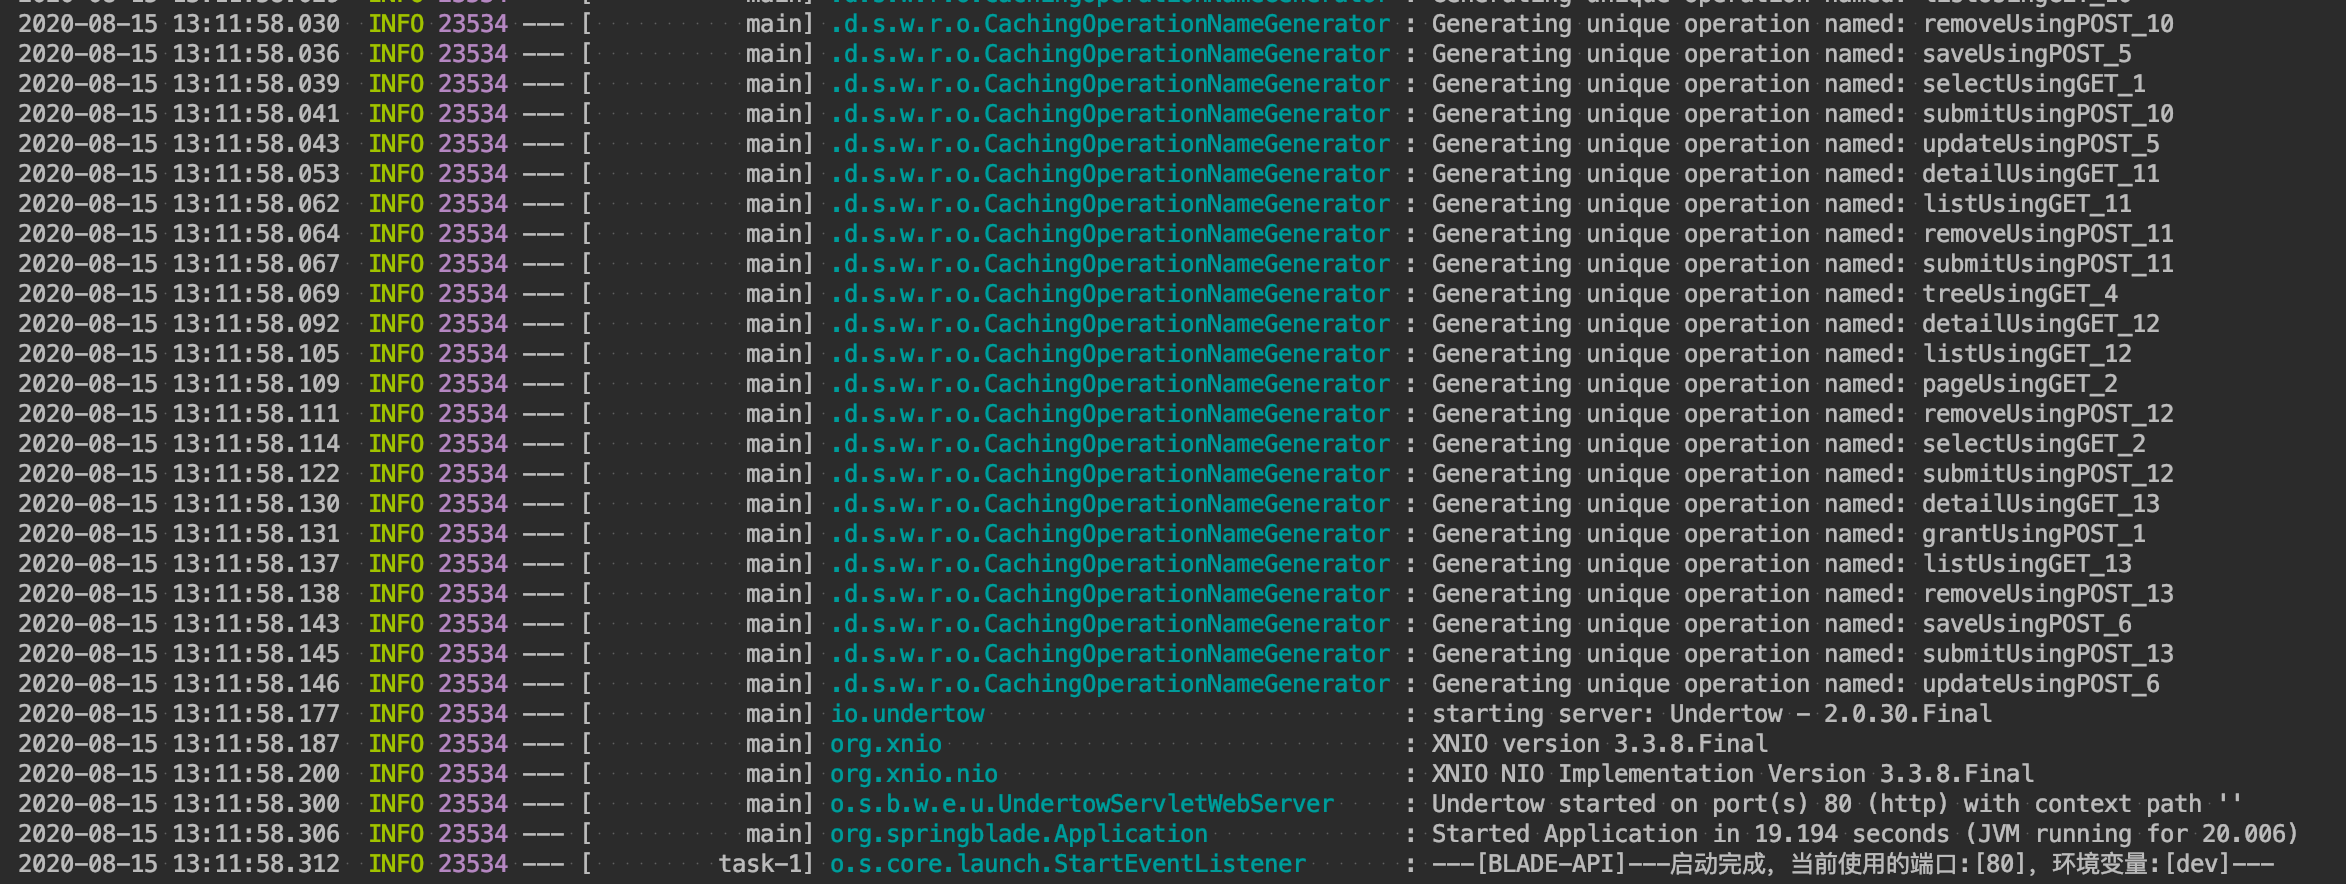 2020-08-15 13:11:58.030  INFO 23534 --- [           main] .d.s.w.r.o.CachingOperationNameGenerator : Generating unique operation named: removeUsingPOST_10
2020-08-15 13:11:58.036  INFO 23534 --- [           main] .d.s.w.r.o.CachingOperationNameGenerator : Generating unique operation named: saveUsingPOST_5
2020-08-15 13:11:58.039  INFO 23534 --- [           main] .d.s.w.r.o.CachingOperationNameGenerator : Generating unique operation named: selectUsingGET_1
2020-08-15 13:11:58.041  INFO 23534 --- [           main] .d.s.w.r.o.CachingOperationNameGenerator : Generating unique operation named: submitUsingPOST_10
2020-08-15 13:11:58.043  INFO 23534 --- [           main] .d.s.w.r.o.CachingOperationNameGenerator : Generating unique operation named: updateUsingPOST_5
2020-08-15 13:11:58.053  INFO 23534 --- [           main] .d.s.w.r.o.CachingOperationNameGenerator : Generating unique operation named: detailUsingGET_11
2020-08-15 13:11:58.062  INFO 23534 --- [           main] .d.s.w.r.o.CachingOperationNameGenerator : Generating unique operation named: listUsingGET_11
2020-08-15 13:11:58.064  INFO 23534 --- [           main] .d.s.w.r.o.CachingOperationNameGenerator : Generating unique operation named: removeUsingPOST_11
2020-08-15 13:11:58.067  INFO 23534 --- [           main] .d.s.w.r.o.CachingOperationNameGenerator : Generating unique operation named: submitUsingPOST_11
2020-08-15 13:11:58.069  INFO 23534 --- [           main] .d.s.w.r.o.CachingOperationNameGenerator : Generating unique operation named: treeUsingGET_4
2020-08-15 13:11:58.092  INFO 23534 --- [           main] .d.s.w.r.o.CachingOperationNameGenerator : Generating unique operation named: detailUsingGET_12
2020-08-15 13:11:58.105  INFO 23534 --- [           main] .d.s.w.r.o.CachingOperationNameGenerator : Generating unique operation named: listUsingGET_12
2020-08-15 13:11:58.109  INFO 23534 --- [           main] .d.s.w.r.o.CachingOperationNameGenerator : Generating unique operation named: pageUsingGET_2
2020-08-15 13:11:58.111  INFO 23534 --- [           main] .d.s.w.r.o.CachingOperationNameGenerator : Generating unique operation named: removeUsingPOST_12
2020-08-15 13:11:58.114  INFO 23534 --- [           main] .d.s.w.r.o.CachingOperationNameGenerator : Generating unique operation named: selectUsingGET_2
2020-08-15 13:11:58.122  INFO 23534 --- [           main] .d.s.w.r.o.CachingOperationNameGenerator : Generating unique operation named: submitUsingPOST_12
2020-08-15 13:11:58.130  INFO 23534 --- [           main] .d.s.w.r.o.CachingOperationNameGenerator : Generating unique operation named: detailUsingGET_13
2020-08-15 13:11:58.131  INFO 23534 --- [           main] .d.s.w.r.o.CachingOperationNameGenerator : Generating unique operation named: grantUsingPOST_1
2020-08-15 13:11:58.137  INFO 23534 --- [           main] .d.s.w.r.o.CachingOperationNameGenerator : Generating unique operation named: listUsingGET_13
2020-08-15 13:11:58.138  INFO 23534 --- [           main] .d.s.w.r.o.CachingOperationNameGenerator : Generating unique operation named: removeUsingPOST_13
2020-08-15 13:11:58.143  INFO 23534 --- [           main] .d.s.w.r.o.CachingOperationNameGenerator : Generating unique operation named: saveUsingPOST_6
2020-08-15 13:11:58.145  INFO 23534 --- [           main] .d.s.w.r.o.CachingOperationNameGenerator : Generating unique operation named: submitUsingPOST_13
2020-08-15 13:11:58.146  INFO 23534 --- [           main] .d.s.w.r.o.CachingOperationNameGenerator : Generating unique operation named: updateUsingPOST_6
2020-08-15 13:11:58.177  INFO 23534 --- [           main] io.undertow                              : starting server: Undertow - 2.0.30.Final
2020-08-15 13:11:58.187  INFO 23534 --- [           main] org.xnio                                 : XNIO version 3.3.8.Final
2020-08-15 13:11:58.200  INFO 23534 --- [           main] org.xnio.nio                             : XNIO NIO Implementation Version 3.3.8.Final
2020-08-15 13:11:58.300  INFO 23534 --- [           main] o.s.b.w.e.u.UndertowServletWebServer     : Undertow started on port(s) 80 (http) with context path ''
2020-08-15 13:11:58.306  INFO 23534 --- [           main] org.springblade.Application              : Started Application in 19.194 seconds (JVM running for 20.006)
2020-08-15 13:11:58.312  INFO 23534 --- [         task-1] o.s.core.launch.StartEventListener       : ---[BLADE-API]---启动完成，当前使用的端口:[80]，环境变量:[dev]---